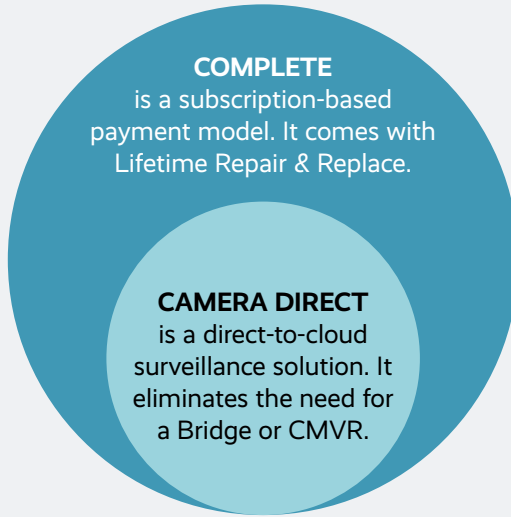 COMPLETE
is a subscription-based
payment model. It comes with
Lifetime Repair & Replace.
CAMERA DIRECT
is a direct-to-cloud
surveillance solution. It
eliminates the need for
a Bridge or CMVR.